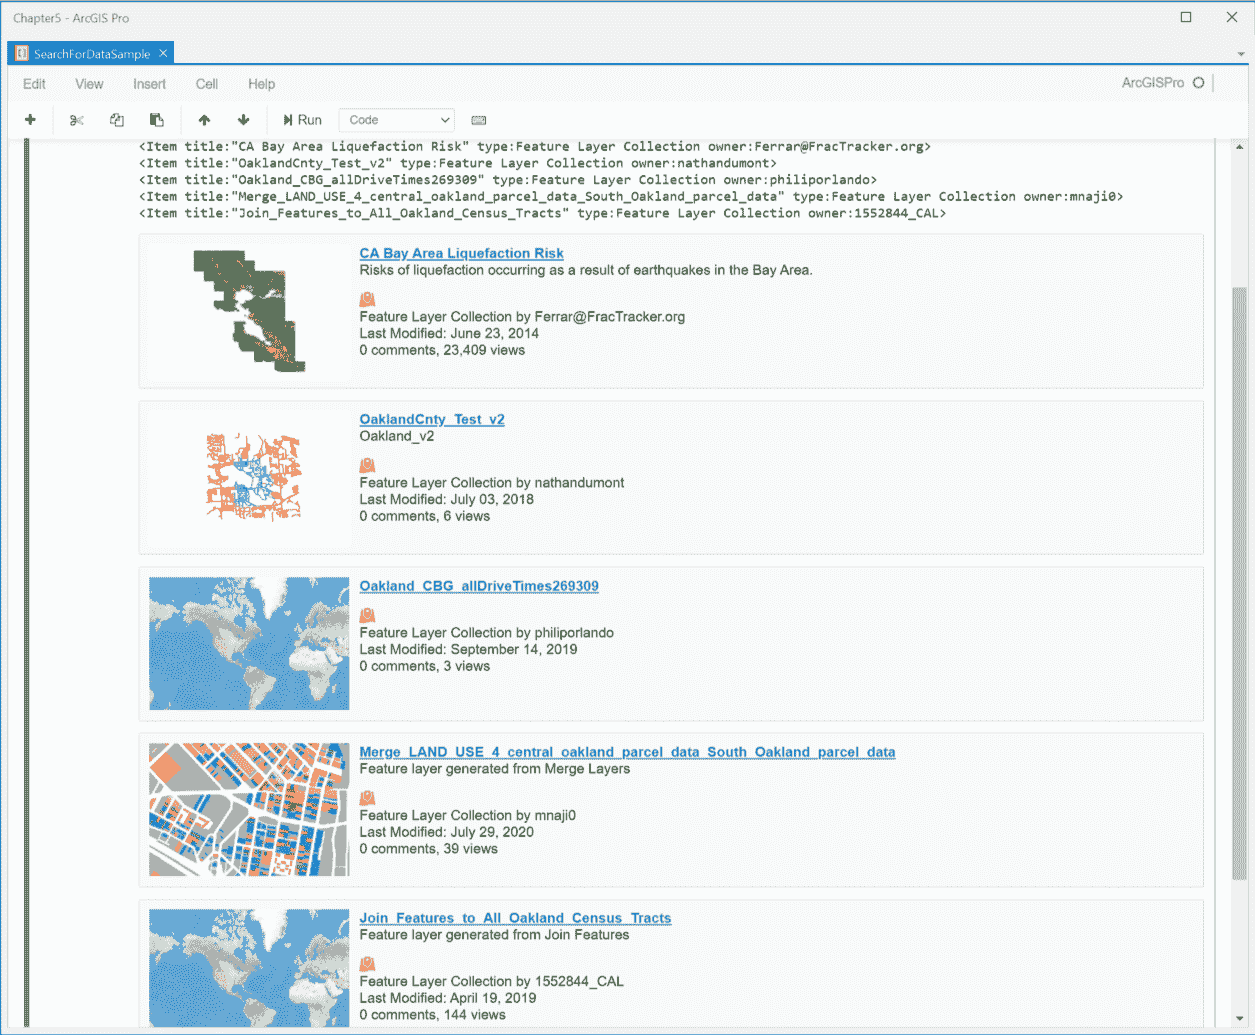 Chapter5 - ArcGIS Pro
SearchForDataSample
Edit View Insert Cell Help
ArcGISPro
Run Code
<Item title:"CA Bay Area Liquefaction Risk" type:Feature Layer Collection owner:Ferrar@FracTracker.org>
<Item title:"OaklandCnty_Test_v2" type:Feature Layer Collection owner:nathandumont>
<Item title:"Oakland_CBG_allDriveTimes269309" type:Feature Layer Collection owner:philiporlando>
<Item title:"Merge_LAND_USE_4_central_oakland_parcel_data_South_Oakland_parcel_data" type:Feature Layer Collection owner:mnaji0>
<Item title:"Join_Features_to_All_Oakland_Census_Tracts" type:Feature Layer Collection owner:1552844_CAL>
CA Bay Area Liquefaction Risk
Risks of liquefaction occurring as a result of earthquakes in the Bay Area.
Feature Layer Collection by Ferrar@FracTracker.org
Last Modified: June 23, 2014
0 comments, 23,409 views
OaklandCnty_Test_v2
Oakland_v2
Feature Layer Collection by nathandumont
Last Modified: July 03, 2018
0 comments, 6 views
Oakland_CBG_allDriveTimes269309
Feature Layer Collection by philiporlando
Last Modified: September 14, 2019
0 comments, 3 views
Merge_LAND_USE_4_central_oakland_parcel_data_South_Oakland_parcel_data
Feature layer generated from Merge Layers
Feature Layer Collection by mnaji0
Last Modified: July 29, 2020
0 comments, 39 views
Join_Features_to_All_Oakland_Census_Tracts
Feature layer generated from Join Features
Feature Layer Collection by 1552844_CAL
Last Modified: April 19, 2019
0 comments, 144 views